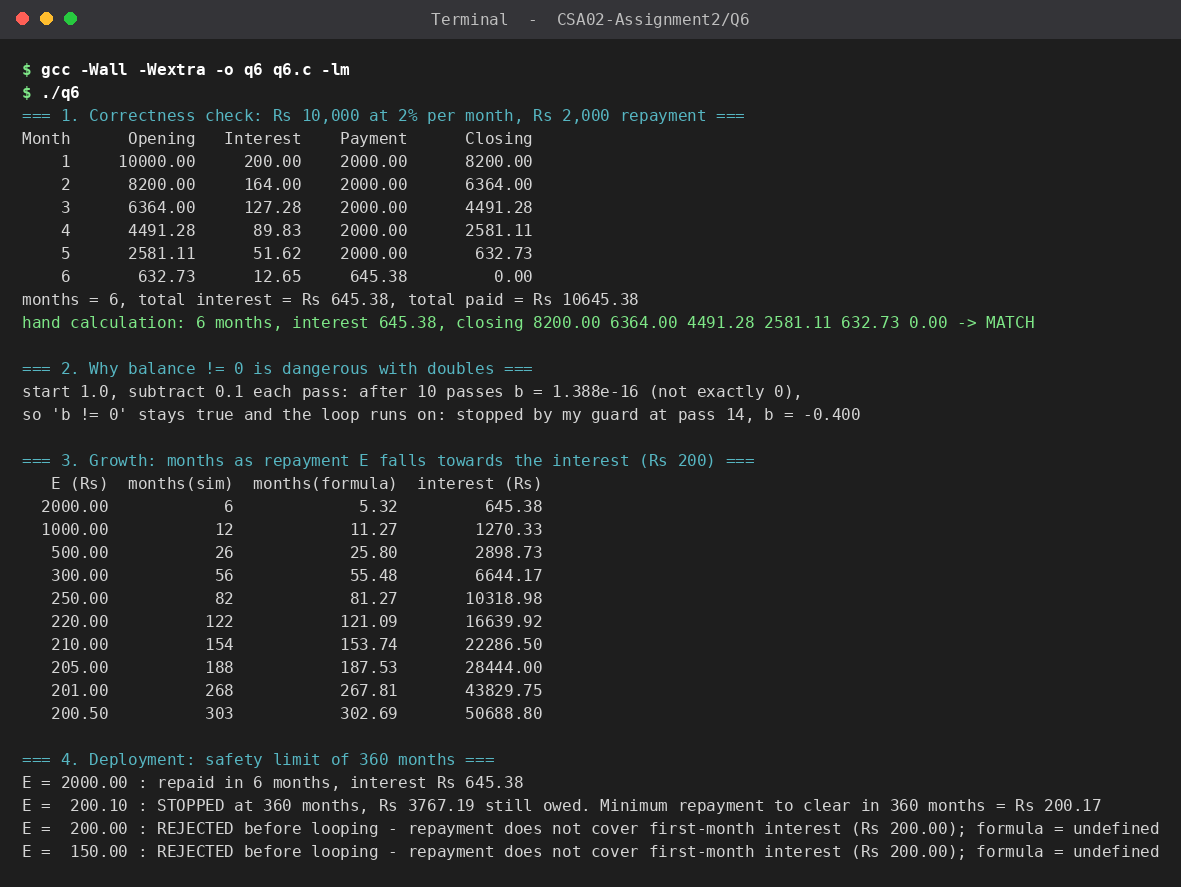 Terminal  -  CSA02-Assignment2/Q6
$ gcc -Wall -Wextra -o q6 q6.c -lm
$ ./q6
=== 1. Correctness check: Rs 10,000 at 2% per month, Rs 2,000 repayment ===
Month      Opening   Interest    Payment      Closing
    1     10000.00     200.00    2000.00      8200.00
    2      8200.00     164.00    2000.00      6364.00
    3      6364.00     127.28    2000.00      4491.28
    4      4491.28      89.83    2000.00      2581.11
    5      2581.11      51.62    2000.00       632.73
    6       632.73      12.65     645.38         0.00
months = 6, total interest = Rs 645.38, total paid = Rs 10645.38
hand calculation: 6 months, interest 645.38, closing 8200.00 6364.00 4491.28 2581.11 632.73 0.00 -> MATCH
=== 2. Why balance != 0 is dangerous with doubles ===
start 1.0, subtract 0.1 each pass: after 10 passes b = 1.388e-16 (not exactly 0),
so 'b != 0' stays true and the loop runs on: stopped by my guard at pass 14, b = -0.400
=== 3. Growth: months as repayment E falls towards the interest (Rs 200) ===
   E (Rs)  months(sim)  months(formula)  interest (Rs)
  2000.00            6             5.32         645.38
  1000.00           12            11.27        1270.33
   500.00           26            25.80        2898.73
   300.00           56            55.48        6644.17
   250.00           82            81.27       10318.98
   220.00          122           121.09       16639.92
   210.00          154           153.74       22286.50
   205.00          188           187.53       28444.00
   201.00          268           267.81       43829.75
   200.50          303           302.69       50688.80
=== 4. Deployment: safety limit of 360 months ===
E = 2000.00 : repaid in 6 months, interest Rs 645.38
E =  200.10 : STOPPED at 360 months, Rs 3767.19 still owed. Minimum repayment to clear in 360 months = Rs 200.17
E =  200.00 : REJECTED before looping - repayment does not cover first-month interest (Rs 200.00); formula = undefined
E =  150.00 : REJECTED before looping - repayment does not cover first-month interest (Rs 200.00); formula = undefined